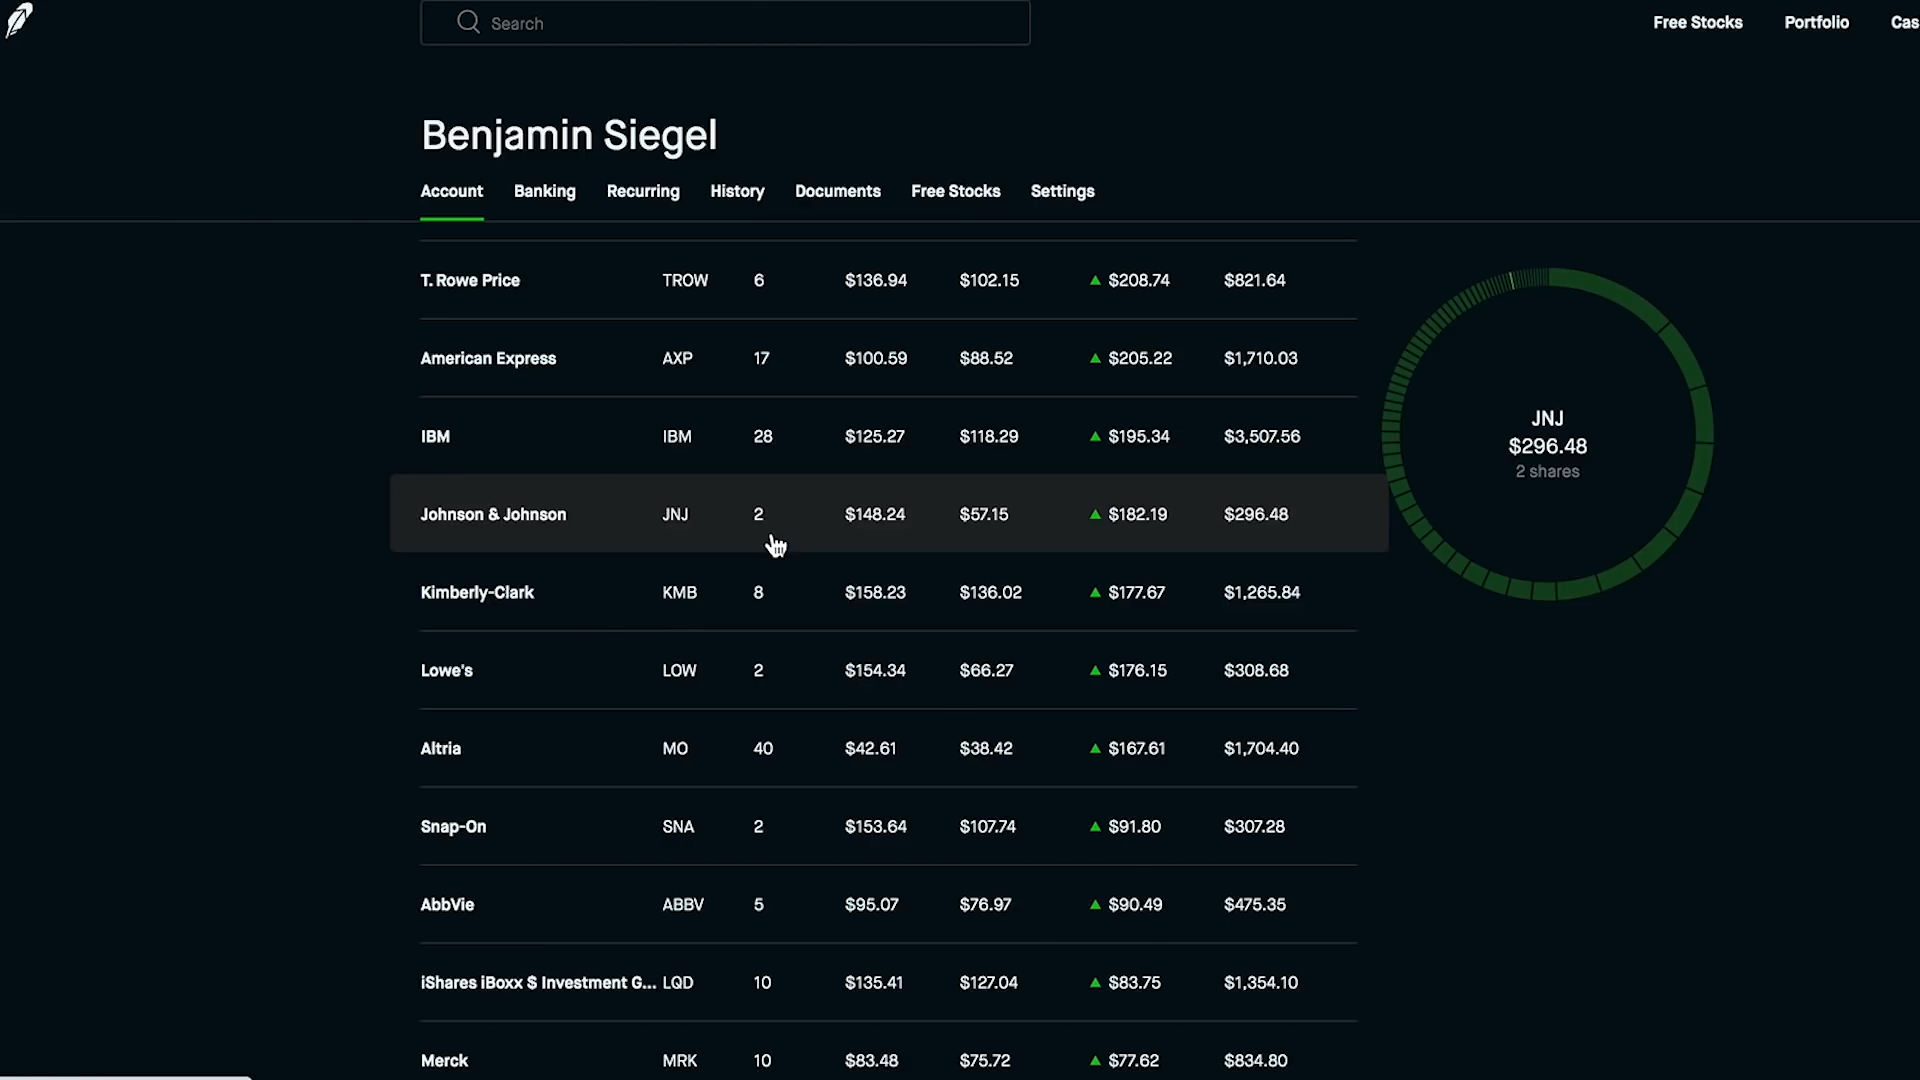 Search
Free Stocks Portfolio Cas
Benjamin Siegel
Account Banking Recurring History Documents Free Stocks Settings
T. Rowe Price TROW 6 $136.94 $102.15 $208.74 $821.64
American Express AXP 17 $100.59 $88.52 $205.22 $1,710.03
IBM IBM 28 $125.27 $118.29 $195.34 $3,507.56
Johnson & Johnson JNJ 2 $148.24 $57.15 $182.19 $296.48
Kimberly-Clark KMB 8 $158.23 $136.02 $177.67 $1,265.84
Lowe's LOW 2 $154.34 $66.27 $176.15 $308.68
Altria MO 40 $42.61 $38.42 $167.61 $1,704.40
Snap-On SNA 2 $153.64 $107.74 $91.80 $307.28
AbbVie ABBV 5 $95.07 $76.97 $90.49 $475.35
iShares iBoxx $ Investment G... LQD 10 $135.41 $127.04 $83.75 $1,354.10
Merck MRK 10 $83.48 $75.72 $77.62 $834.80
JNJ
$296.48
2 shares